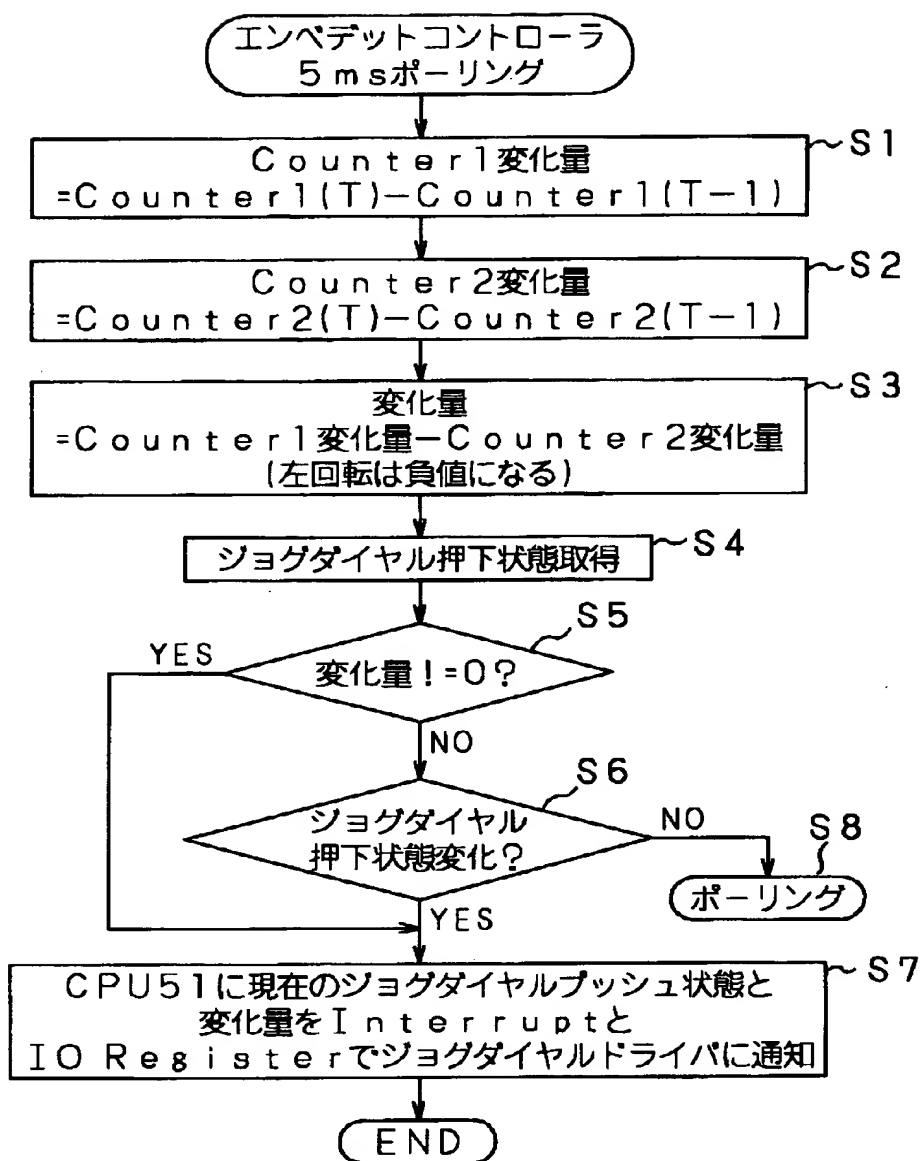 エンベデットコントローラ
5msポーリング
S1
Counter1変化量
=Counter1(T)-Counter1(T-1)
S2
Counter2変化量
=Counter2(T)-Counter2(T-1)
S3
変化量
=Counter1変化量-Counter2変化量
(左回転は負値になる)
S4
ジョグダイヤル押下状態取得
S5
YES
変化量!=0?
NO
S6
ジョグダイヤル
押下状態変化?
NO
S8
ポーリング
YES
S7
CPU51に現在のジョグダイヤルプッシュ状態と
変化量をInterruptと
IO Registerでジョグダイヤルドライバに通知
END